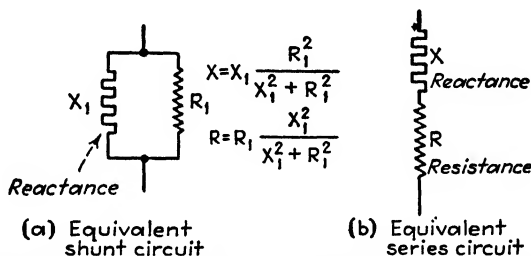 X₁
R₁
Reactance
X=X₁ R₁² / X₁² + R₁²
R=R₁ X₁² / X₁² + R₁²
(a) Equivalent
shunt circuit
X
Reactance
R
Resistance
(b) Equivalent
series circuit